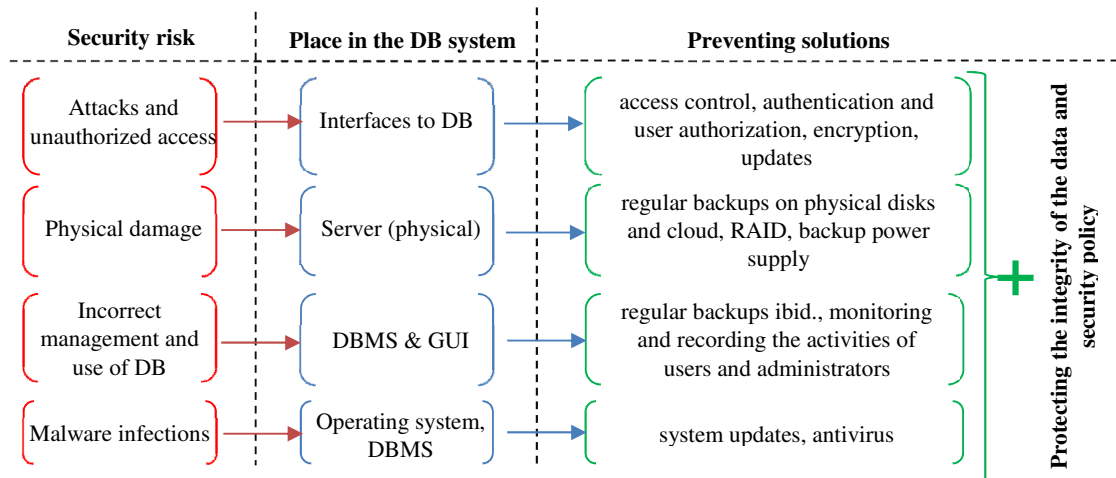 Security risk
Place in the DB system
Preventing solutions
Attacks and
unauthorized access
Interfaces to DB
access control, authentication and
user authorization, encryption,
updates
Physical damage
Server (physical)
regular backups on physical disks
and cloud, RAID, backup power
supply
Incorrect
management and
use of DB
DBMS & GUI
regular backups ibid., monitoring
and recording the activities of
users and administrators
Malware infections
Operating system,
DBMS
system updates, antivirus
+
Protecting the integrity of the data and
security policy